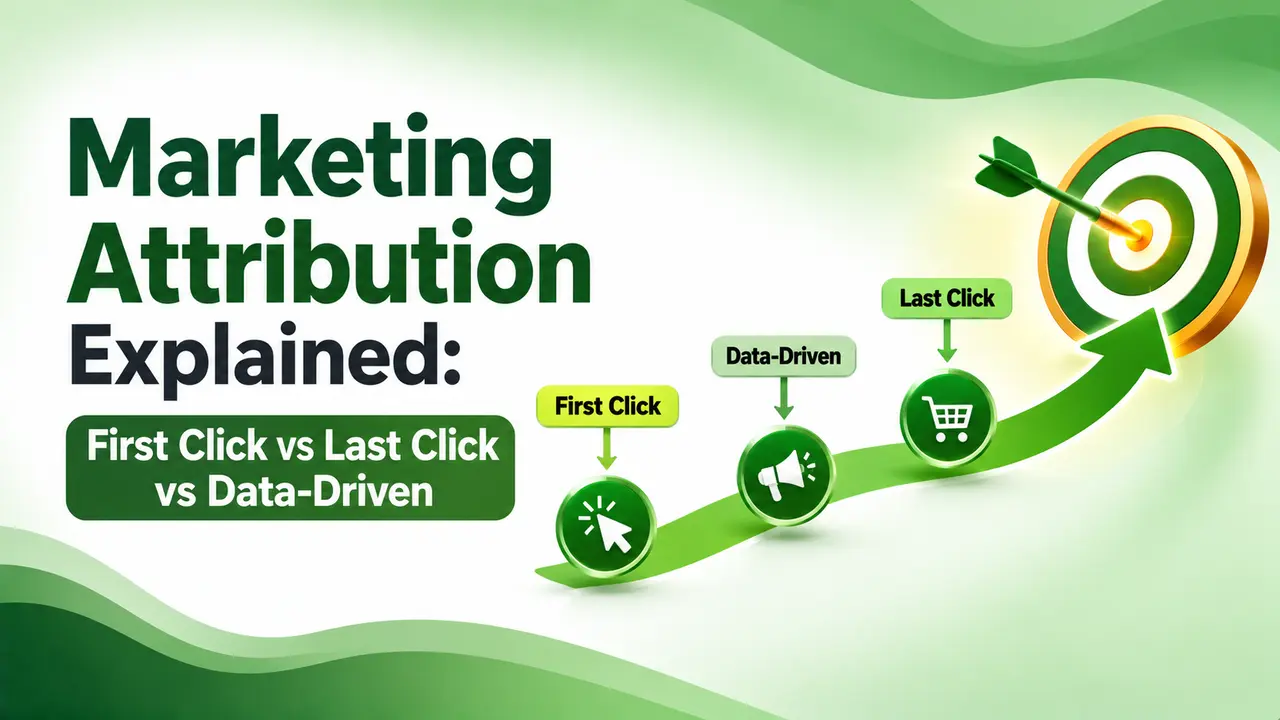 Marketing
Attribution
Explained:
First Click vs Last Click
vs Data-Driven
First Click
Data-Driven
Last Click